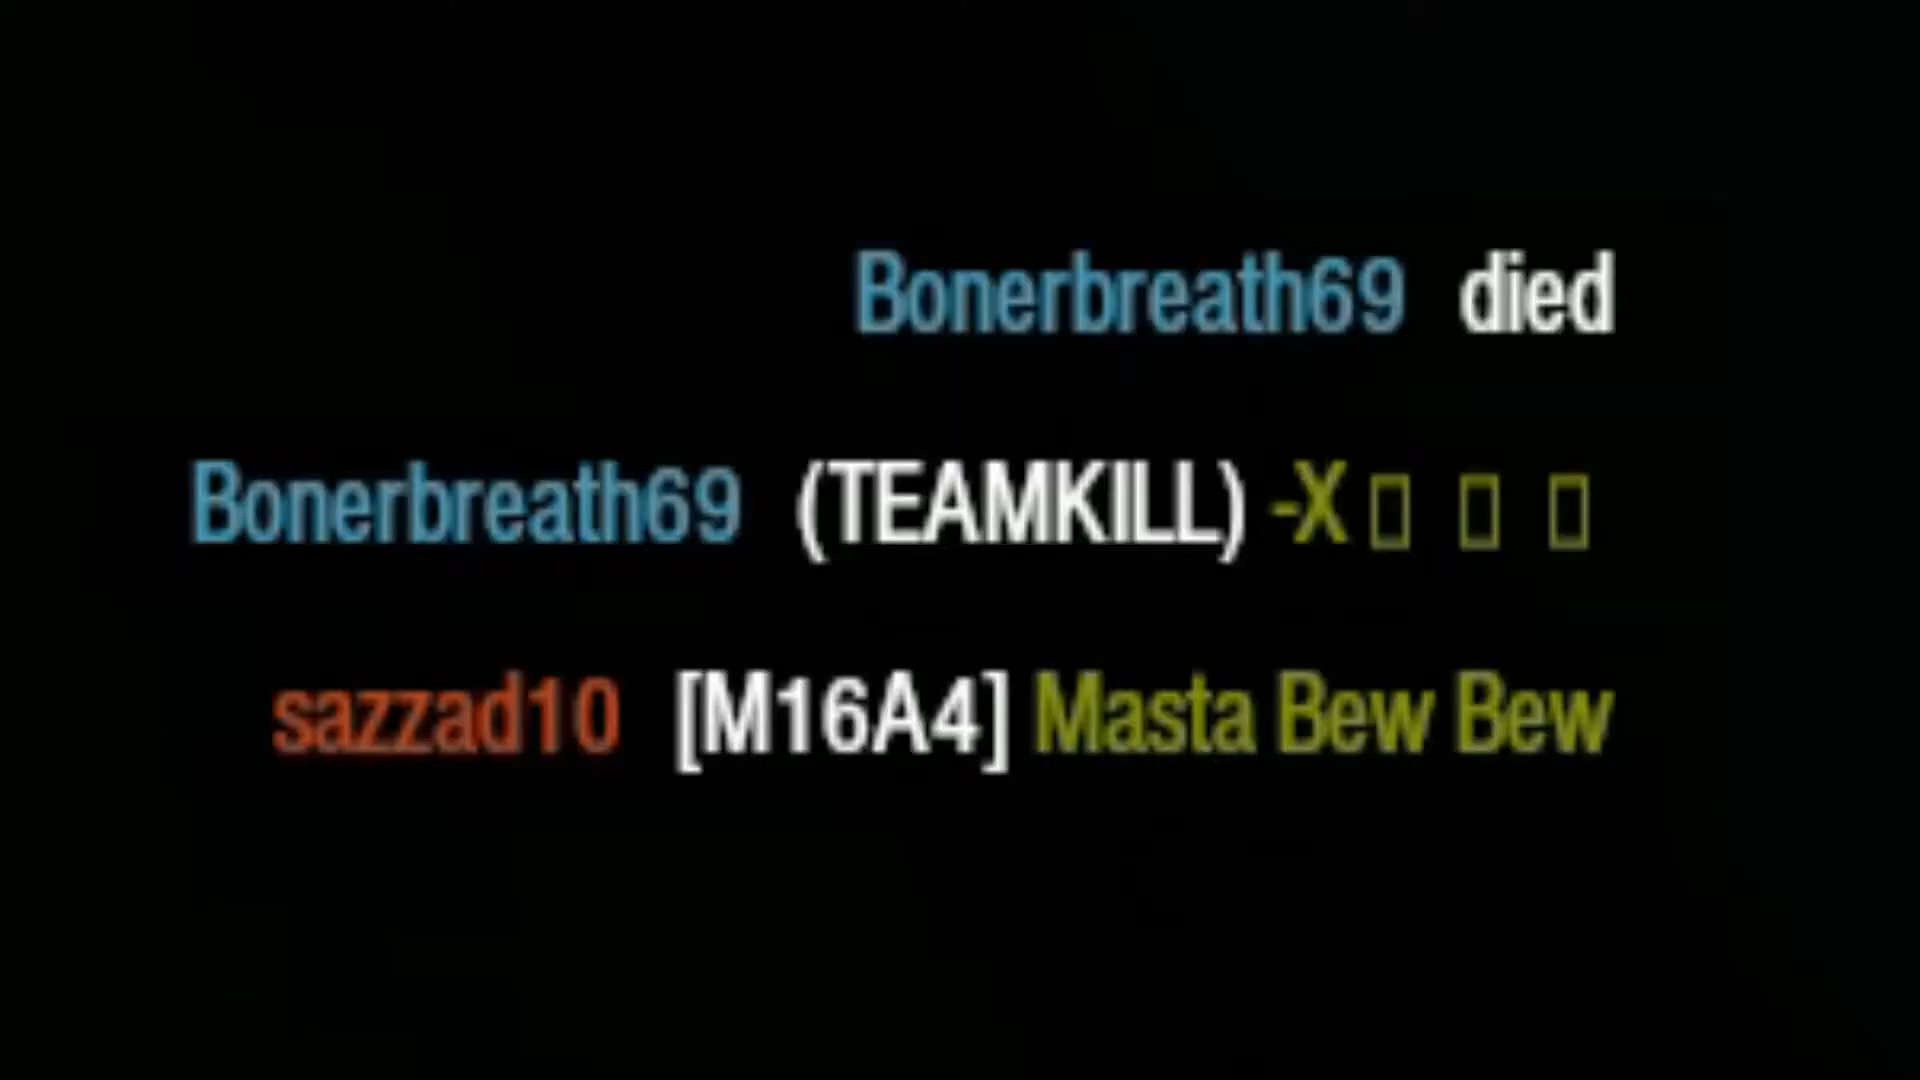 Bonerbreath69 died
Bonerbreath69 (TEAMKILL) -X▯ ▯ ▯
sazzad10 [M16A4] Masta Bew Bew